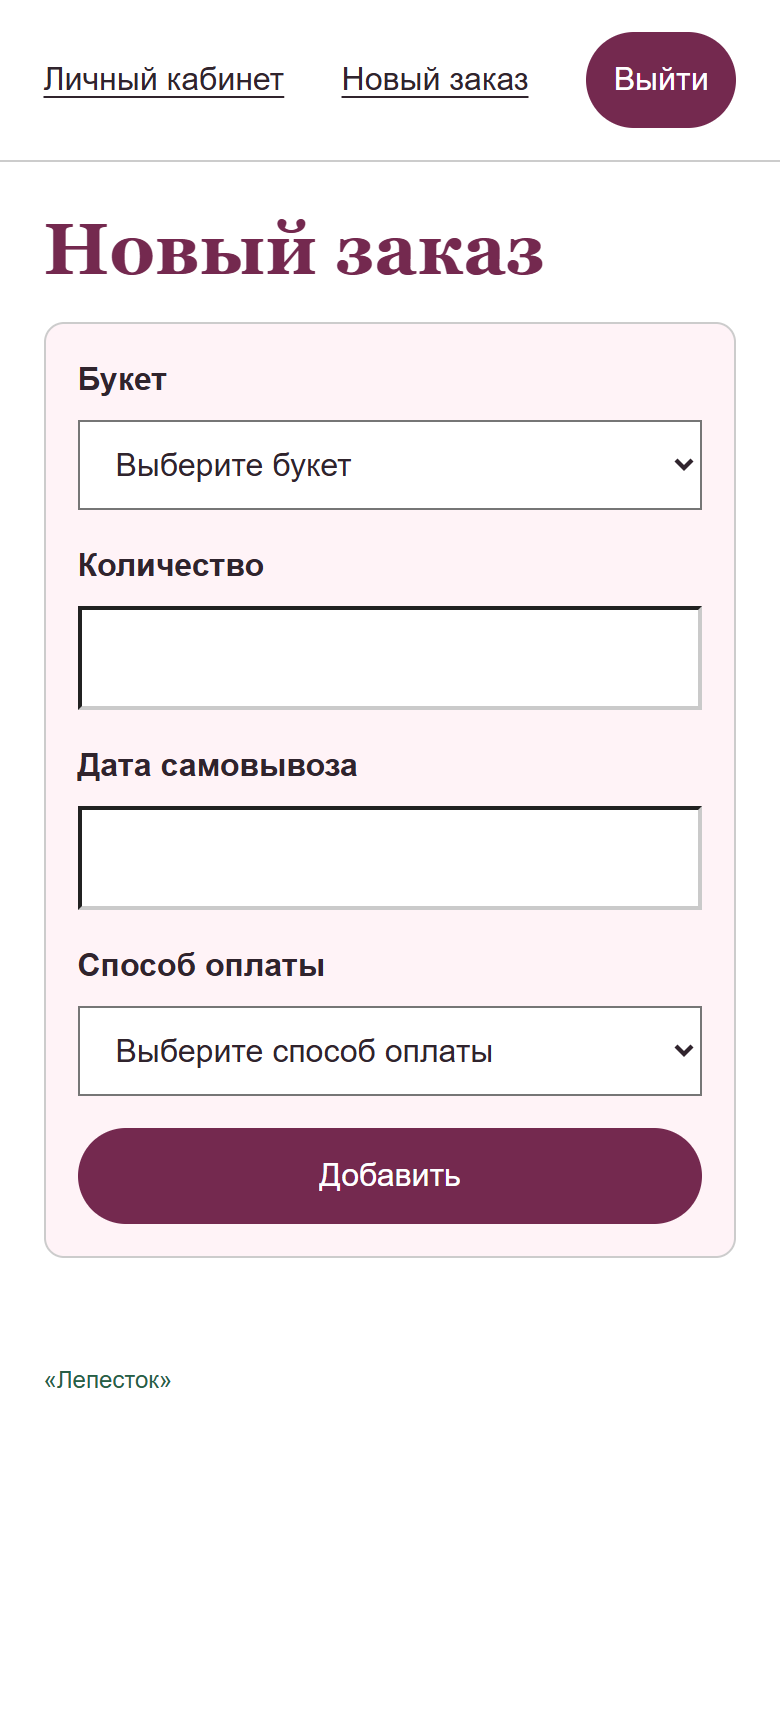 Личный кабинет Новый заказ Выйти
Новый заказ
Букет
Выберите букет
Количество
Дата самовывоза
Способ оплаты
Выберите способ оплаты
Добавить
«Лепесток»